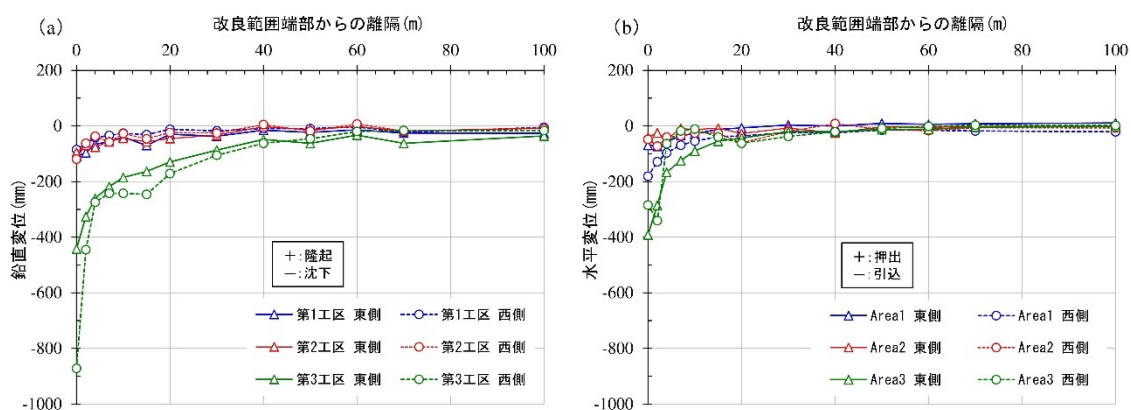 (a)
改良範囲端部からの離隔(m)
0 20 40 60 80 100
200
0
-200
-400
-600
-800
-1000
鉛直変位(mm)
＋:隆起
－:沈下
第1工区 東側 第1工区 西側
第2工区 東側 第2工区 西側
第3工区 東側 第3工区 西側
(b)
改良範囲端部からの離隔(m)
0 20 40 60 80 100
200
0
-200
-400
-600
-800
-1000
水平変位(mm)
＋:押出
－:引込
Area1 東側 Area1 西側
Area2 東側 Area2 西側
Area3 東側 Area3 西側